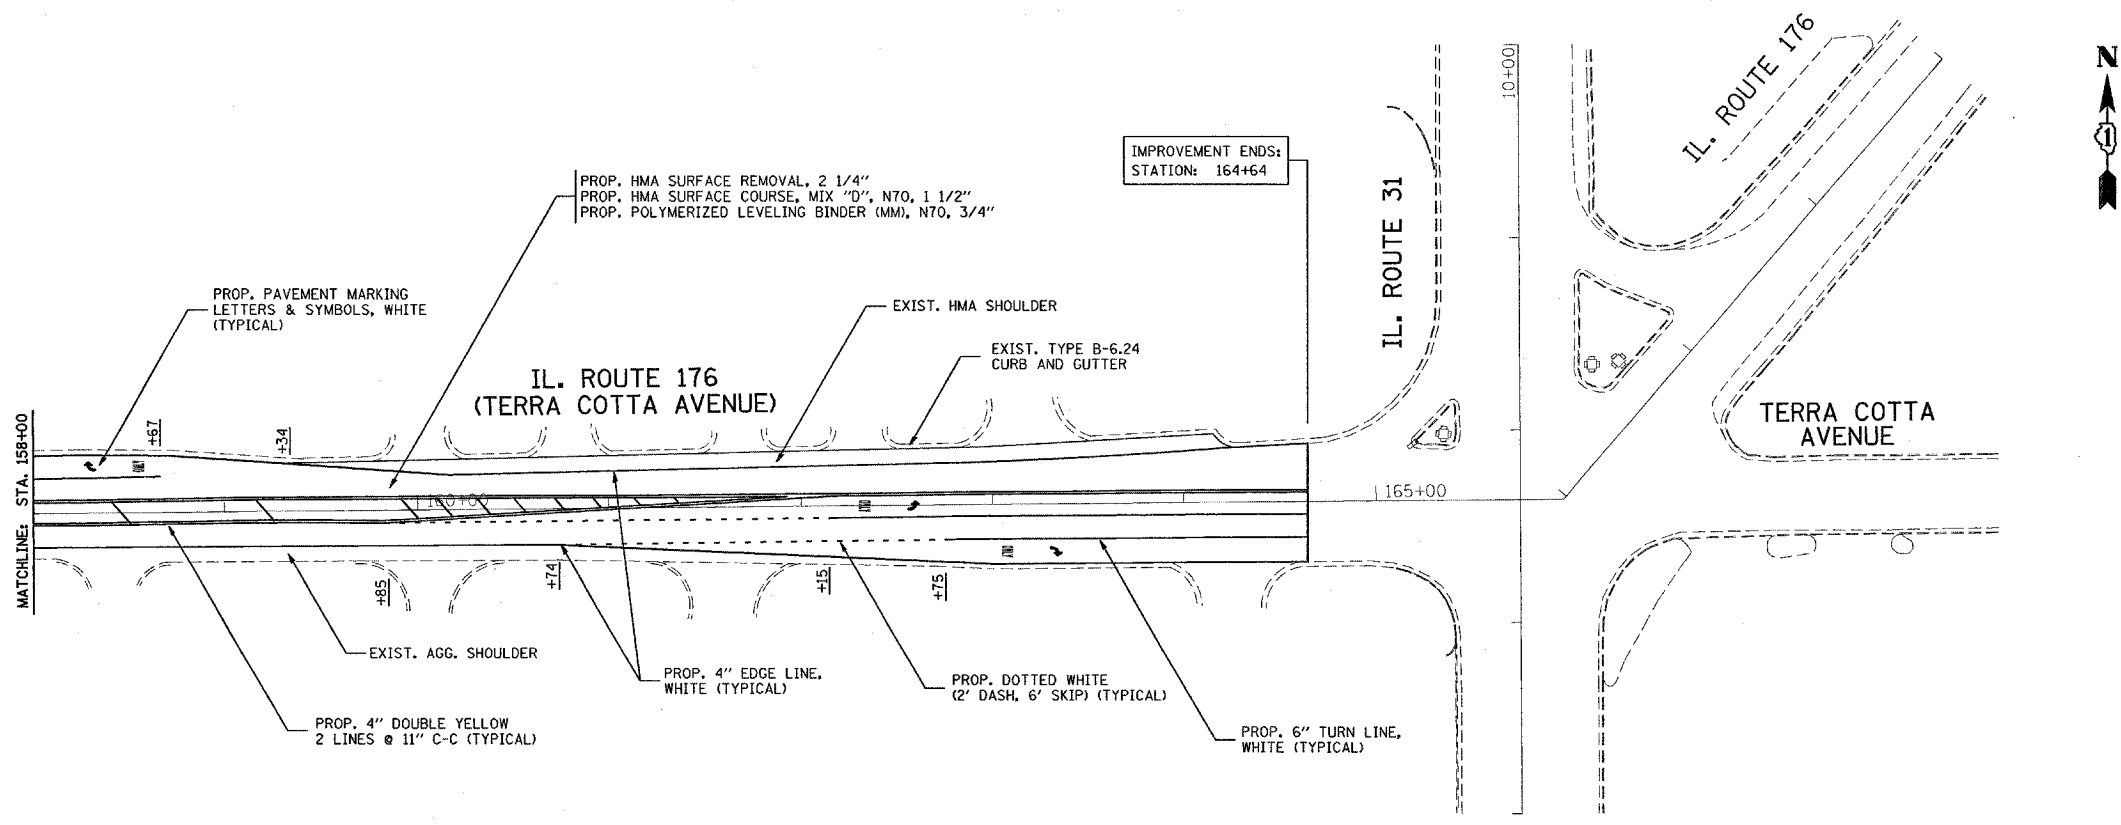 IL. ROUTE 176
N
1
10+00
IMPROVEMENT ENDS:
STATION: 164+64
PROP. HMA SURFACE REMOVAL, 2 1/4"
PROP. HMA SURFACE COURSE, MIX "D", N70, 1 1/2"
PROP. POLYMERIZED LEVELING BINDER (MM), N70, 3/4"
IL. ROUTE 31
PROP. PAVEMENT MARKING
LETTERS & SYMBOLS, WHITE
(TYPICAL)
EXIST. HMA SHOULDER
EXIST. TYPE B-6.24
CURB AND GUTTER
IL. ROUTE 176
(TERRA COTTA AVENUE)
TERRA COTTA
AVENUE
MATCHLINE: STA. 158+00
+67
+34
160+00
165+00
+85
+74
+15
+75
EXIST. AGG. SHOULDER
PROP. 4" EDGE LINE,
WHITE (TYPICAL)
PROP. DOTTED WHITE
(2' DASH, 6' SKIP) (TYPICAL)
PROP. 4" DOUBLE YELLOW
2 LINES @ 11" C-C (TYPICAL)
PROP. 6" TURN LINE,
WHITE (TYPICAL)